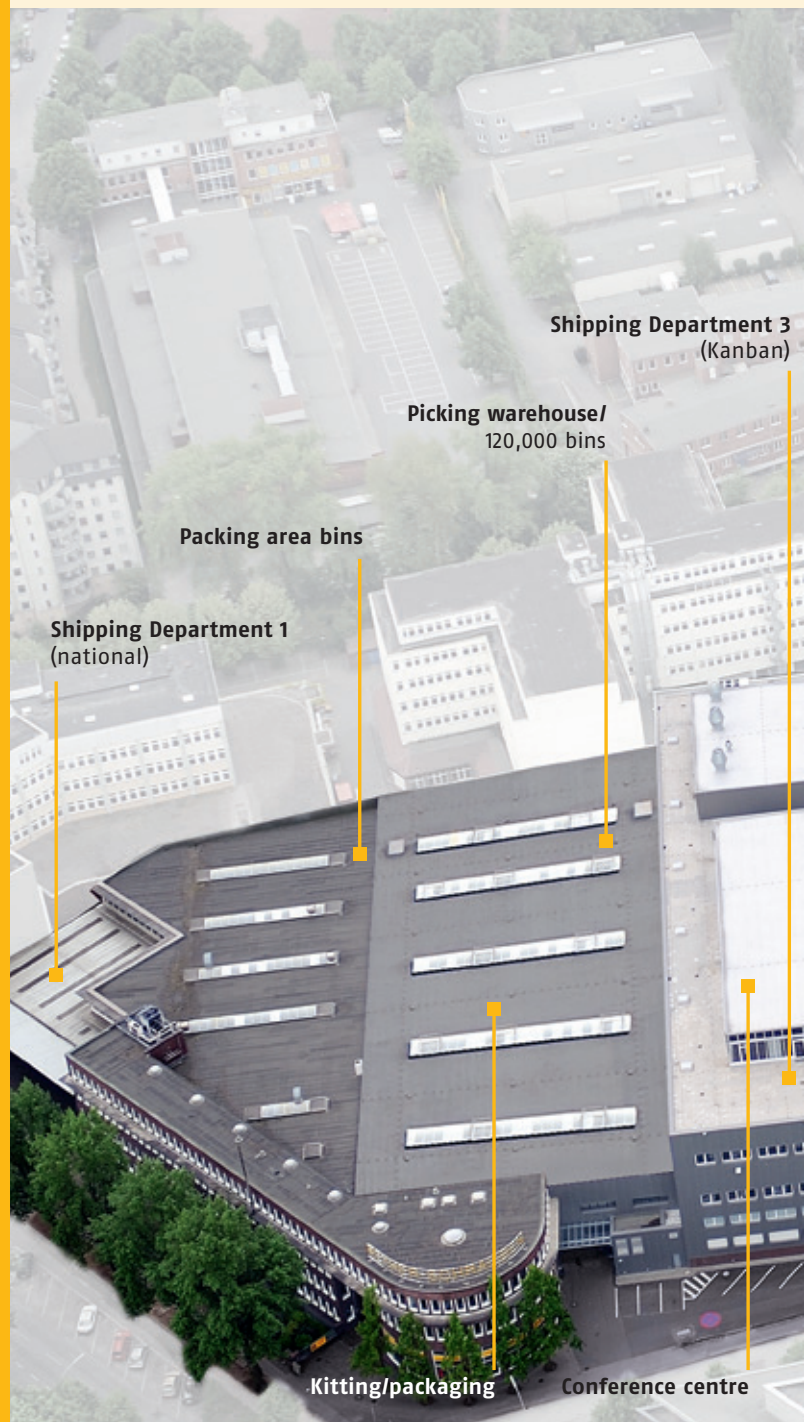 Shipping Department 3
(Kanban)
Picking warehouse/
120,000 bins
Packing area bins
Shipping Department 1
(national)
Kitting/packaging
Conference centre